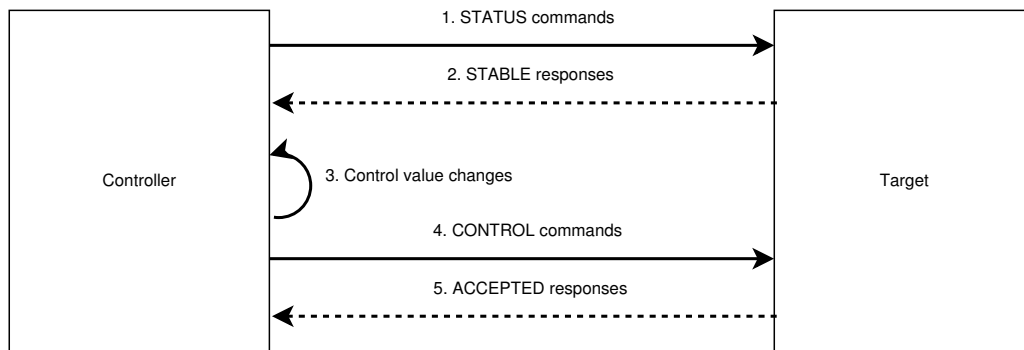 1. STATUS commands
2. STABLE responses
3. Control value changes
Controller
Target
4. CONTROL commands
5. ACCEPTED responses